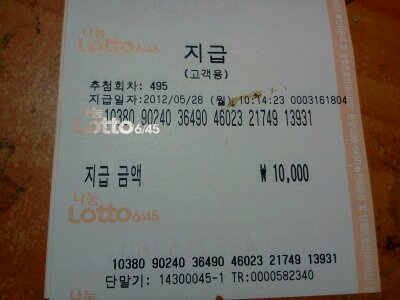 나눔
Lotto 6/45
지급
(고객용)
추첨회차: 495
지급일자:2012/05/28 (월) 10:14:23 0003161804
10380 90240 36490 46023 21749 13931
나눔
Lotto 6/45
지급 금액 ₩ 10,000
나눔
Lotto 6/45
10380 90240 36490 46023 21749 13931
단말기: 14300045-1 TR:0000582340